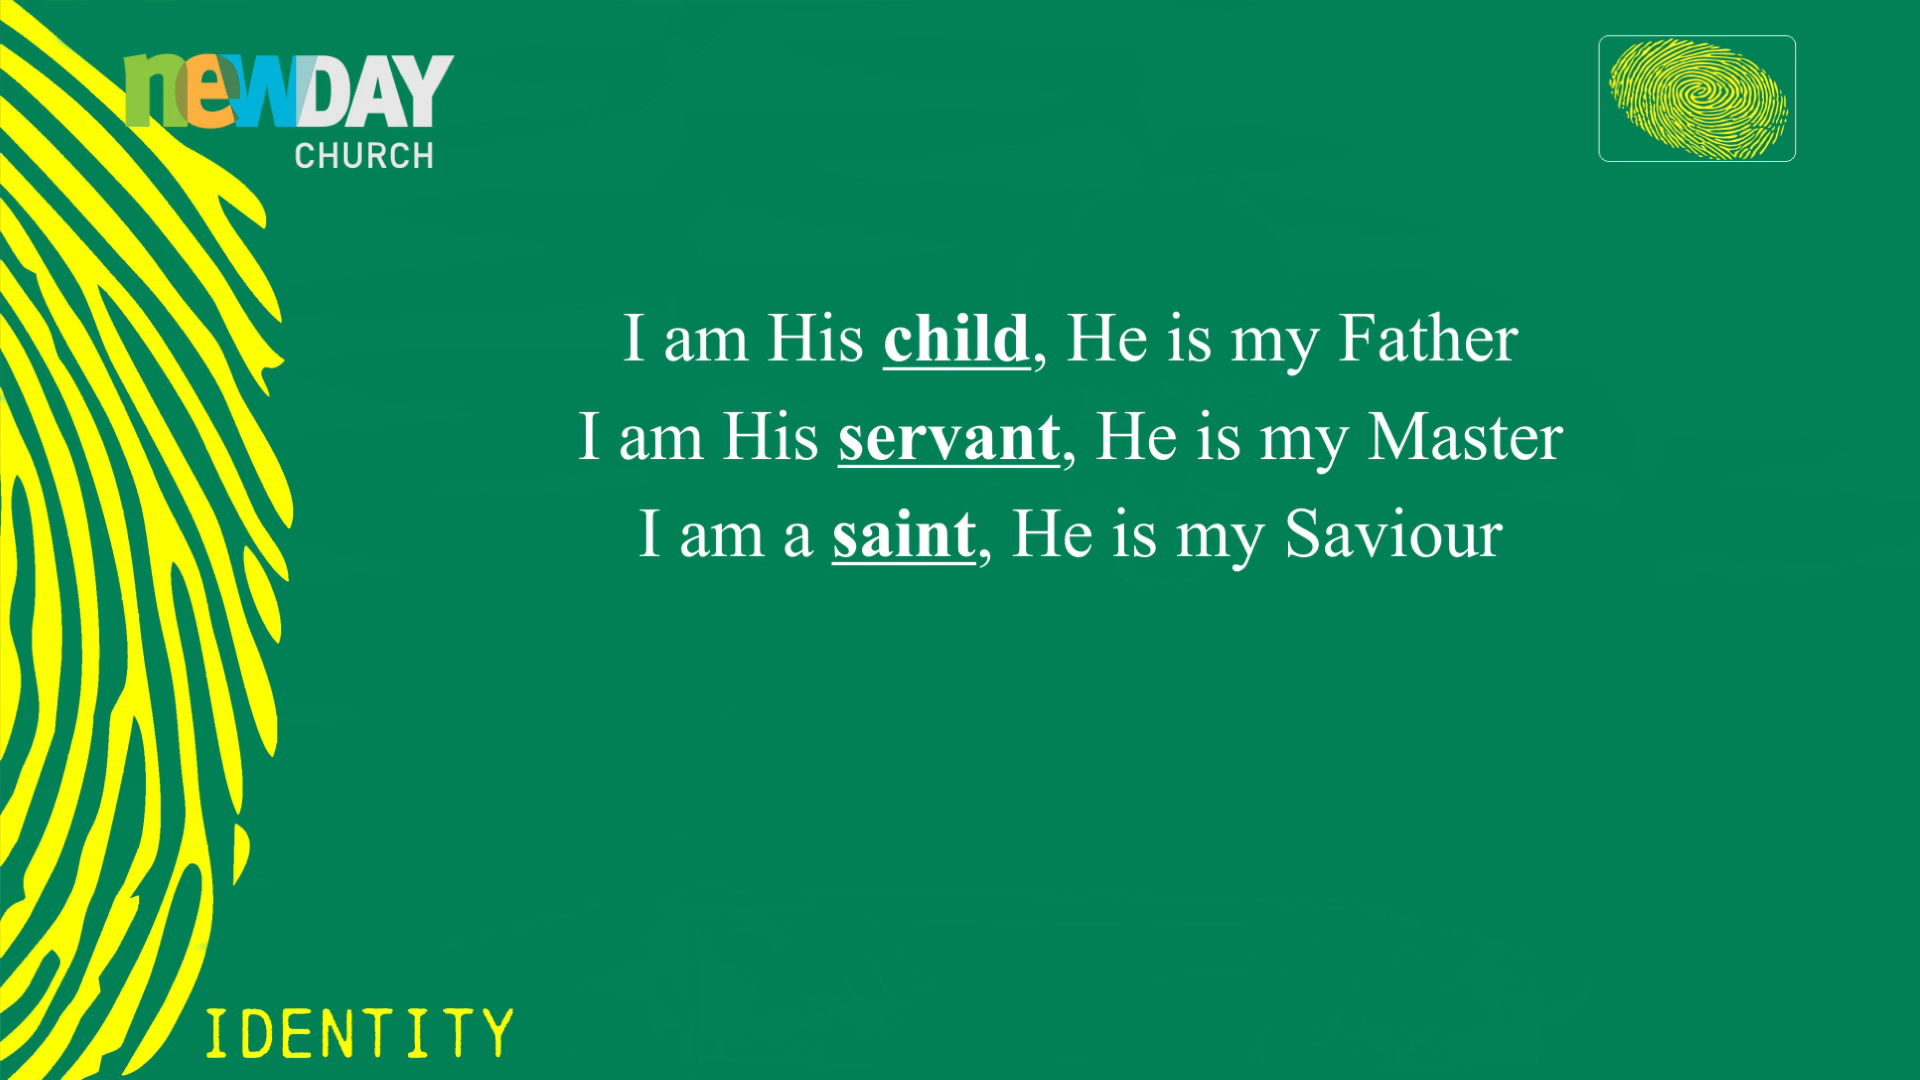 newDAY
CHURCH
I am His child, He is my Father
I am His servant, He is my Master
I am a saint, He is my Saviour
IDENTITY